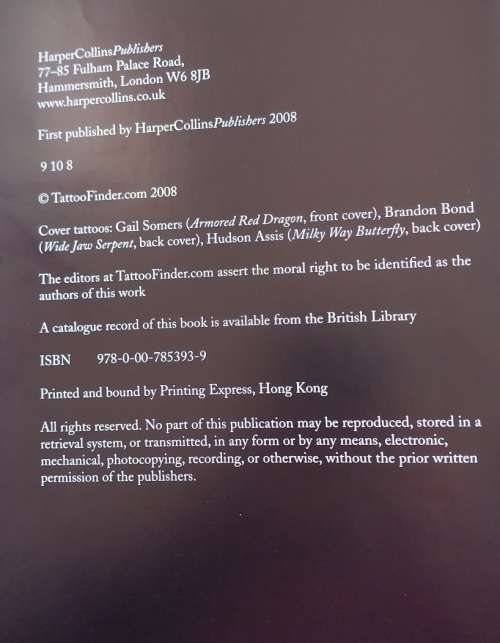 HarperCollinsPublishers
77–85 Fulham Palace Road,
Hammersmith, London W6 8JB
www.harpercollins.co.uk
First published by HarperCollinsPublishers 2008
9 10 8
© TattooFinder.com 2008
Cover tattoos: Gail Somers (Armored Red Dragon, front cover), Brandon Bond
(Wide Jaw Serpent, back cover), Hudson Assis (Milky Way Butterfly, back cover)
The editors at TattooFinder.com assert the moral right to be identified as the
authors of this work
A catalogue record of this book is available from the British Library
ISBN 978-0-00-785393-9
Printed and bound by Printing Express, Hong Kong
All rights reserved. No part of this publication may be reproduced, stored in a
retrieval system, or transmitted, in any form or by any means, electronic,
mechanical, photocopying, recording, or otherwise, without the prior written
permission of the publishers.